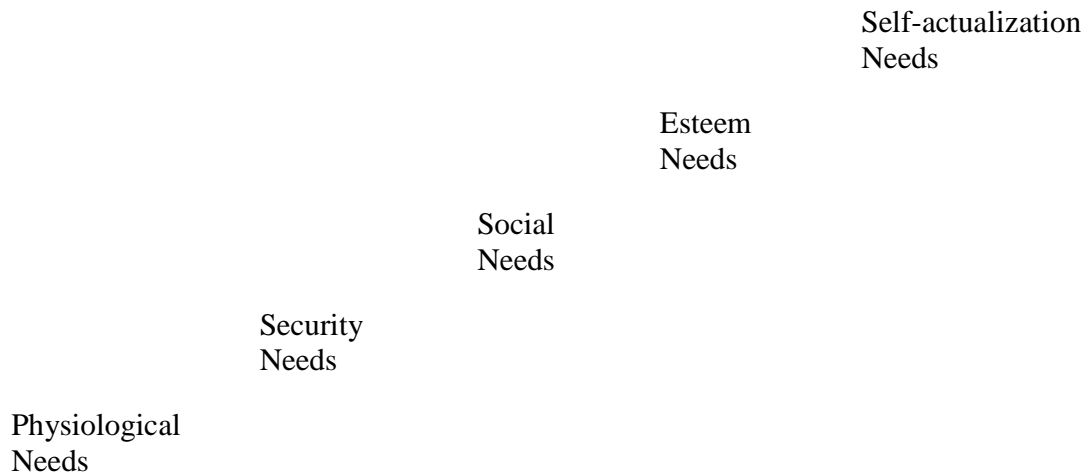 Self-actualization
Needs
Esteem
Needs
Social
Needs
Security
Needs
Physiological
Needs